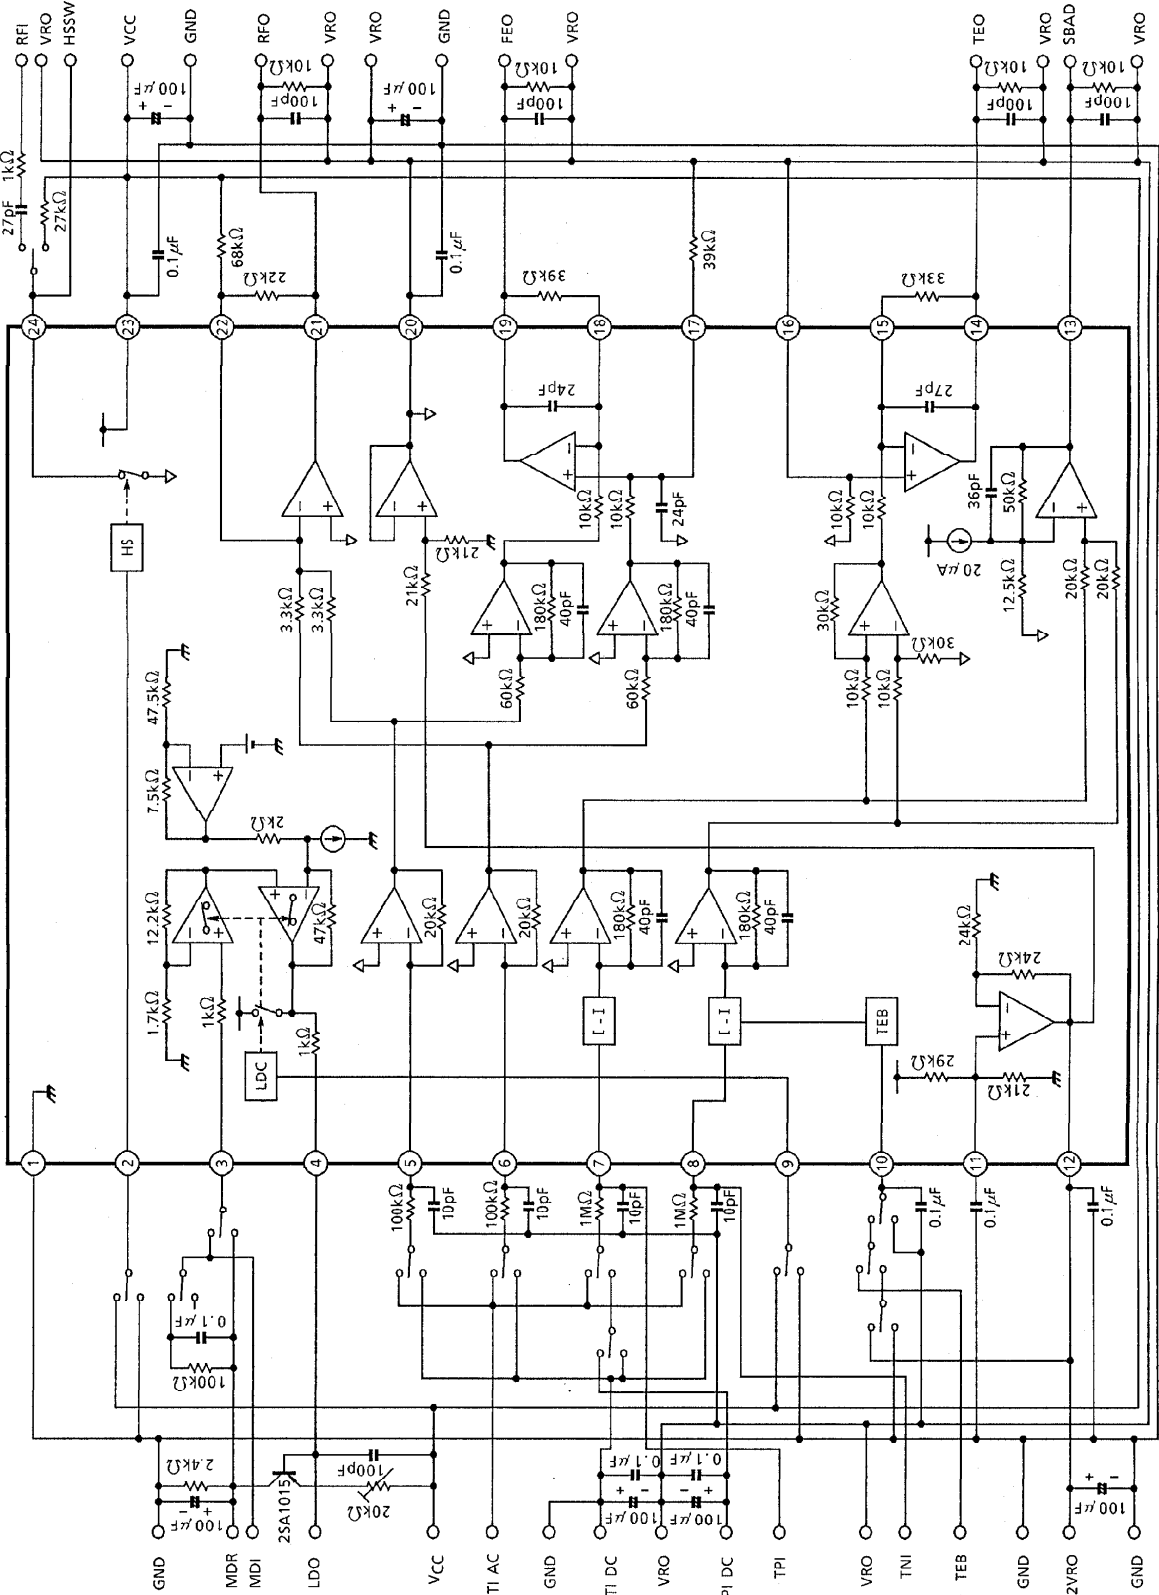 RFI
VRO
HSSW
VCC
GND
RFO
VRO
VRO
GND
FEO
VRO
TEO
VRO
SBAD
VRO
100μF
+
-
10kΩ
100pF
100μF
+
-
10kΩ
100pF
10kΩ
100pF
10kΩ
100pF
1kΩ
27pF
27kΩ
0.1μF
68kΩ
22kΩ
0.1μF
39kΩ
39kΩ
33kΩ
24
23
22
21
20
19
18
17
16
15
14
13
24pF
27pF
HS
10kΩ
10kΩ
24pF
10kΩ
10kΩ
36pF
50kΩ
20μA
12.5kΩ
20kΩ
20kΩ
21kΩ
21kΩ
3.3kΩ
3.3kΩ
180kΩ
40pF
180kΩ
40pF
60kΩ
60kΩ
30kΩ
30kΩ
10kΩ
10kΩ
47.5kΩ
7.5kΩ
2kΩ
12.2kΩ
47kΩ
20kΩ
20kΩ
180kΩ
40pF
180kΩ
40pF
24kΩ
24kΩ
1.7kΩ
1kΩ
1kΩ
LDC
I-I
I-I
TEB
29kΩ
21kΩ
1
2
3
4
5
6
7
8
9
10
11
12
100kΩ
10pF
100kΩ
10pF
1MΩ
10pF
1MΩ
10pF
0.1μF
0.1μF
0.1μF
0.1μF
100kΩ
2.4kΩ
100μF
+
-
2SA1015
100pF
20kΩ
0.1μF
0.1μF
100μF
+
-
100μF
+
-
100μF
+
-
GND
MDR
MDI
LDO
VCC
TI AC
GND
TI DC
VRO
PI DC
TPI
VRO
TNI
TEB
GND
2VRO
GND